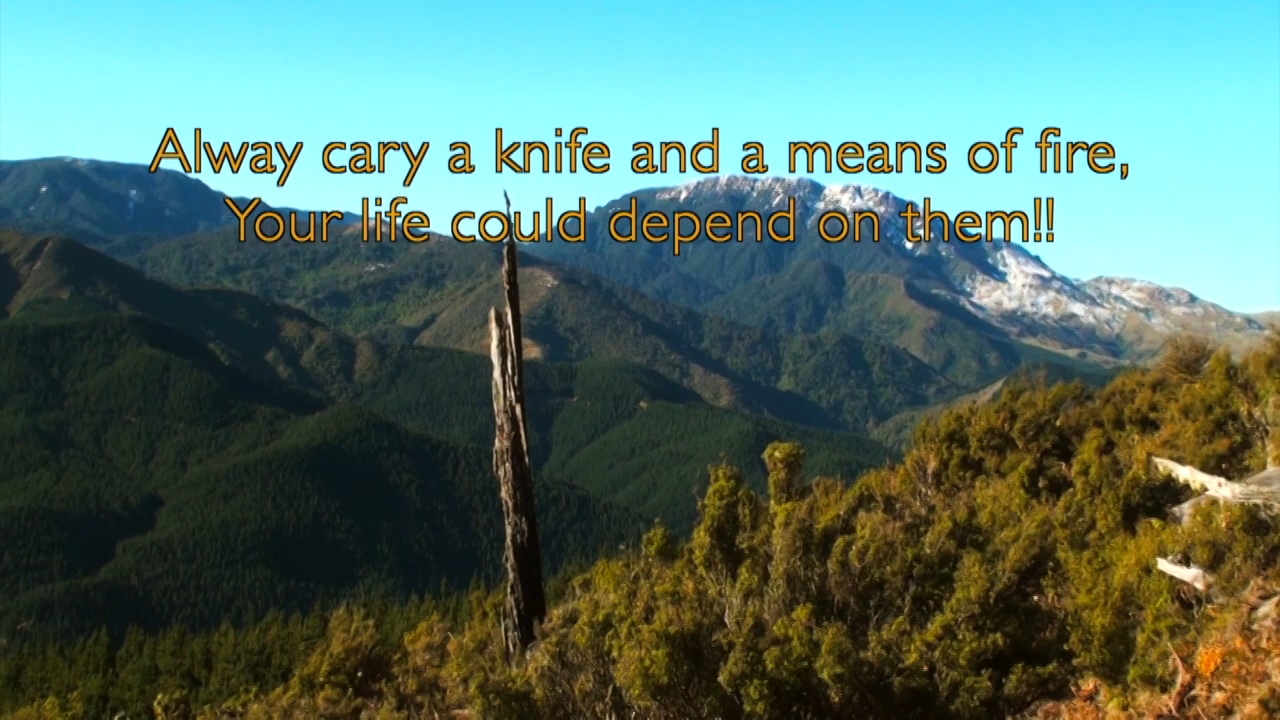 Alway cary a knife and a means of fire,
Your life could depend on them!!